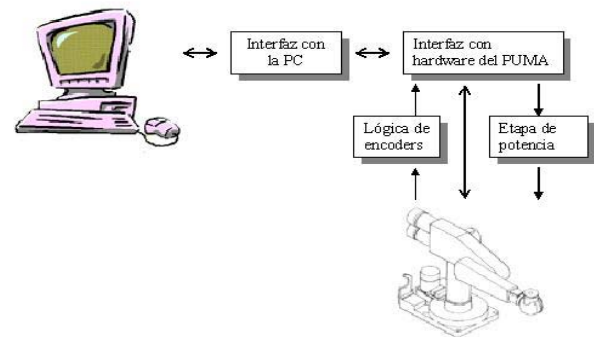 Interfaz con
la PC
Interfaz con
hardware del PUMA
Lógica de
encoders
Etapa de
potencia